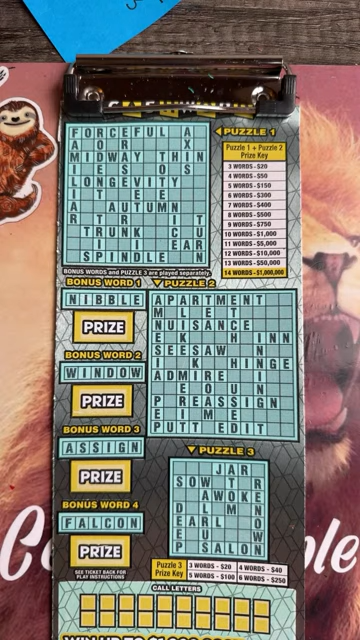 FORCEFUL A
A O R X
MIDWAY THIN
I E S O S
LONGEVITY
I T E E
A AUTUMN
R T R I T
TRUNK C U
I I EAR
SPINDLE
◀PUZZLE 1
Puzzle 1 + Puzzle 2
Prize Key
3 WORDS - $20
4 WORDS - $50
5 WORDS - $150
6 WORDS - $300
7 WORDS - $400
8 WORDS - $500
9 WORDS - $750
10 WORDS - $1,000
11 WORDS - $5,000
12 WORDS - $10,000
13 WORDS - $50,000
14 WORDS - $1,000,000
BONUS WORDS and PUZZLE 3 are played separately.
BONUS WORD 1
NIBBLE
PRIZE
BONUS WORD 2
WINDOW
PRIZE
BONUS WORD 3
ASSIGN
PRIZE
BONUS WORD 4
FALCON
PRIZE
SEE TICKET BACK FOR
PLAY INSTRUCTIONS
▼PUZZLE 2
APARTMENT
M L E T
NUISANCE
E K H INN
SEESAW N
I K HINGE
ADMIRE I I
E O U N
P REASSIGN
E I M E
PUTT EDIT
▼PUZZLE 3
JAR
SOW T R
AWOKE
D L M N
EARL O
U U W
P SALON
Puzzle 3
Prize Key
3 WORDS - $20 4 WORDS - $40
5 WORDS - $100 6 WORDS - $250
CALL LETTERS